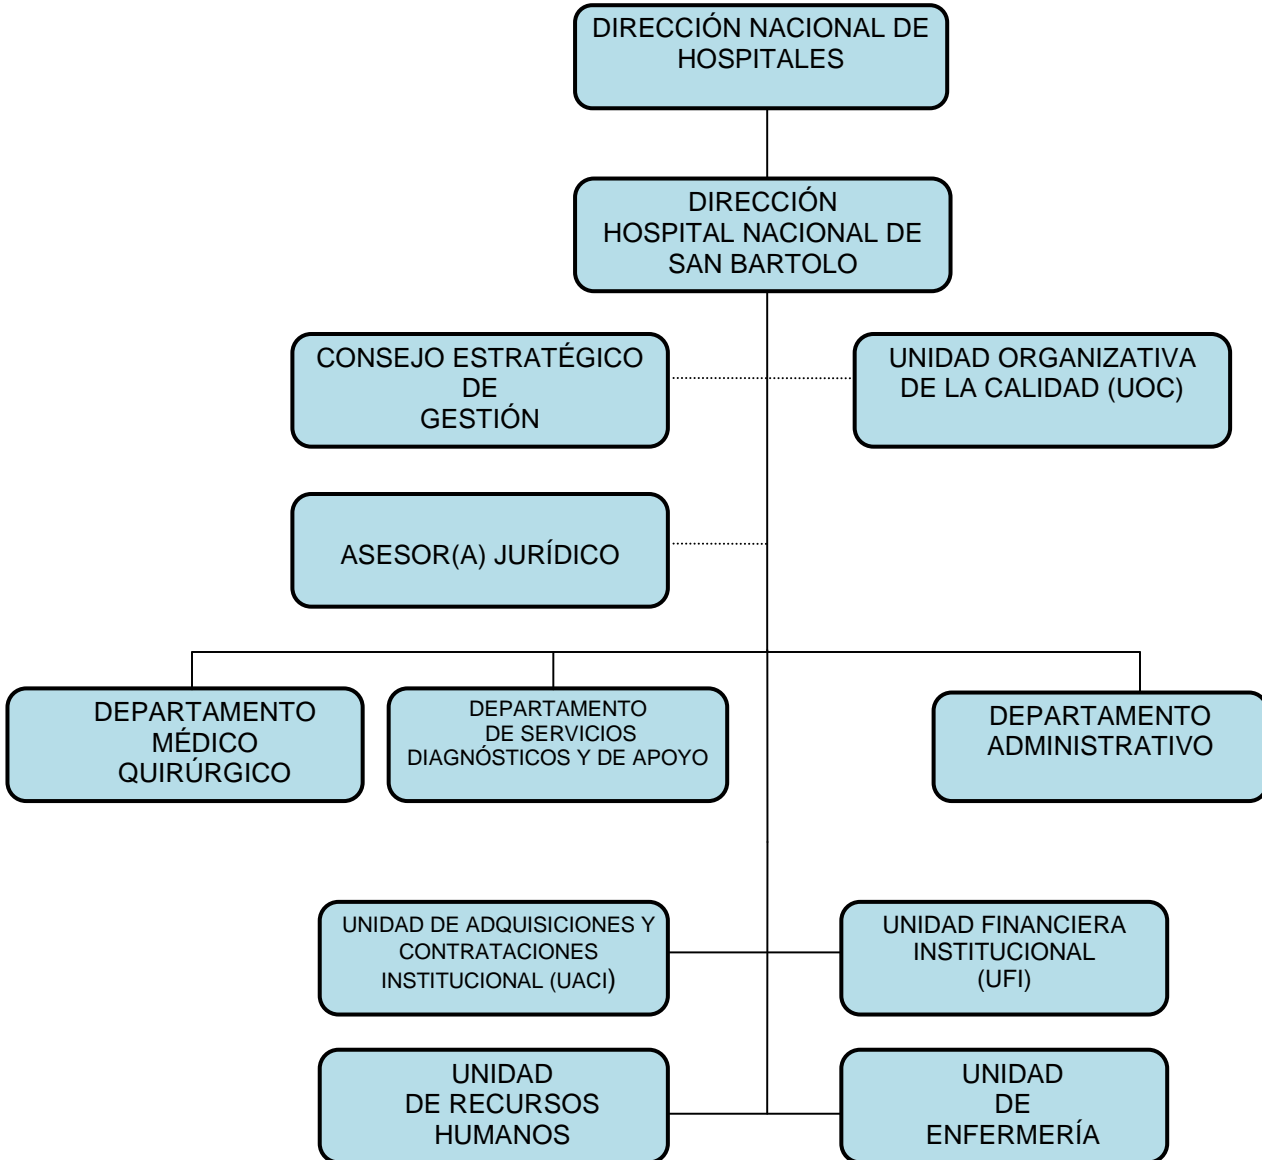 DIRECCIÓN NACIONAL DE
HOSPITALES
DIRECCIÓN
HOSPITAL NACIONAL DE
SAN BARTOLO
CONSEJO ESTRATÉGICO
DE
GESTIÓN
UNIDAD ORGANIZATIVA
DE LA CALIDAD (UOC)
ASESOR(A) JURÍDICO
DEPARTAMENTO
MÉDICO
QUIRÚRGICO
DEPARTAMENTO
DE SERVICIOS
DIAGNÓSTICOS Y DE APOYO
DEPARTAMENTO
ADMINISTRATIVO
UNIDAD DE ADQUISICIONES Y
CONTRATACIONES
INSTITUCIONAL (UACI)
UNIDAD FINANCIERA
INSTITUCIONAL
(UFI)
UNIDAD
DE RECURSOS
HUMANOS
UNIDAD
DE
ENFERMERÍA